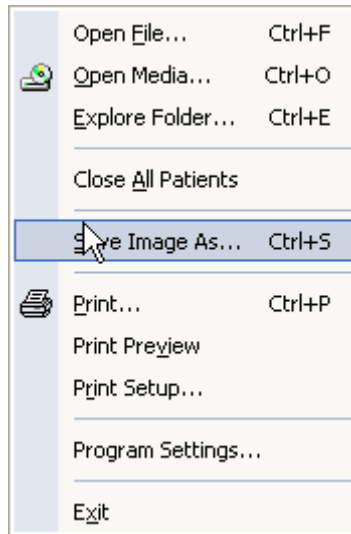 Open File... Ctrl+F
Open Media... Ctrl+O
Explore Folder... Ctrl+E
Close All Patients
Save Image As... Ctrl+S
Print... Ctrl+P
Print Preview
Print Setup...
Program Settings...
Exit